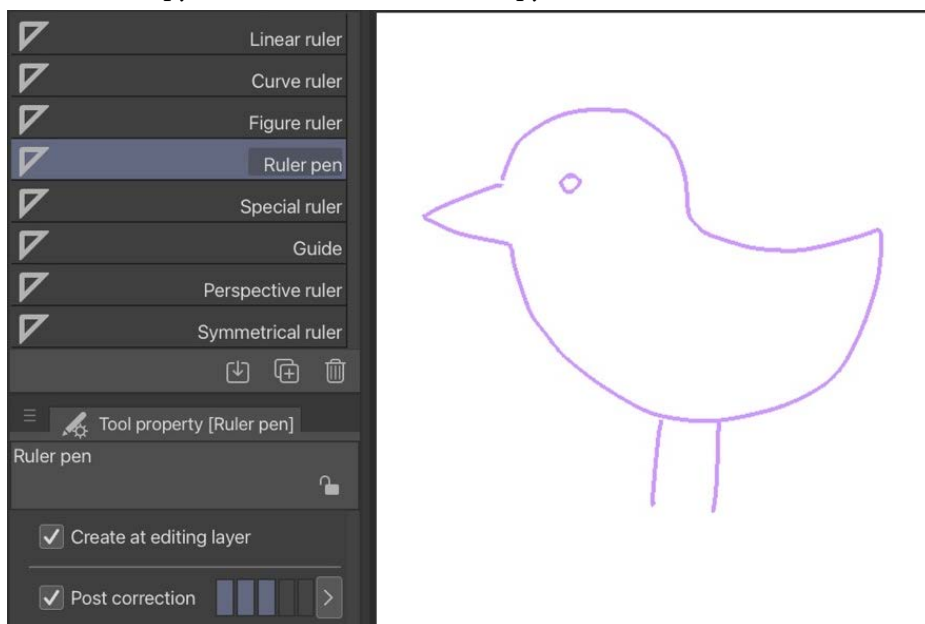 Linear ruler
Curve ruler
Figure ruler
Ruler pen
Special ruler
Guide
Perspective ruler
Symmetrical ruler
Tool property [Ruler pen]
Ruler pen
Create at editing layer
Post correction